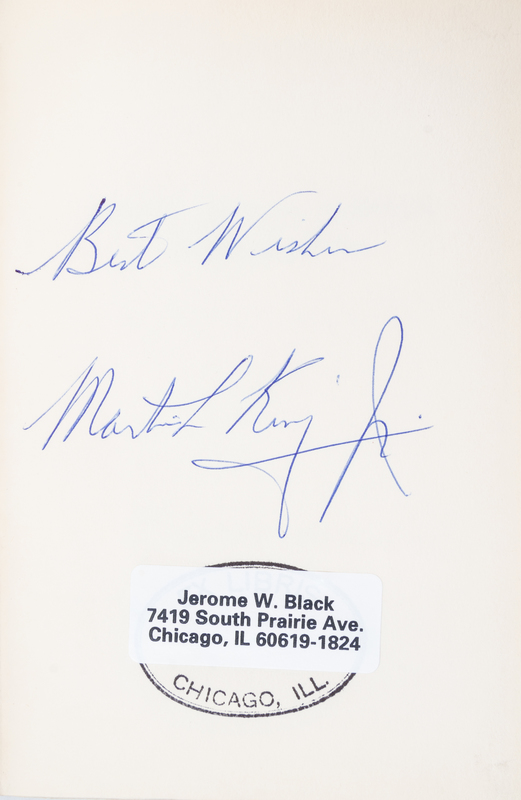 Best Wishes
Martin L King Jr.
Jerome W. Black
7419 South Prairie Ave.
Chicago, IL 60619-1824
CHICAGO, ILL.